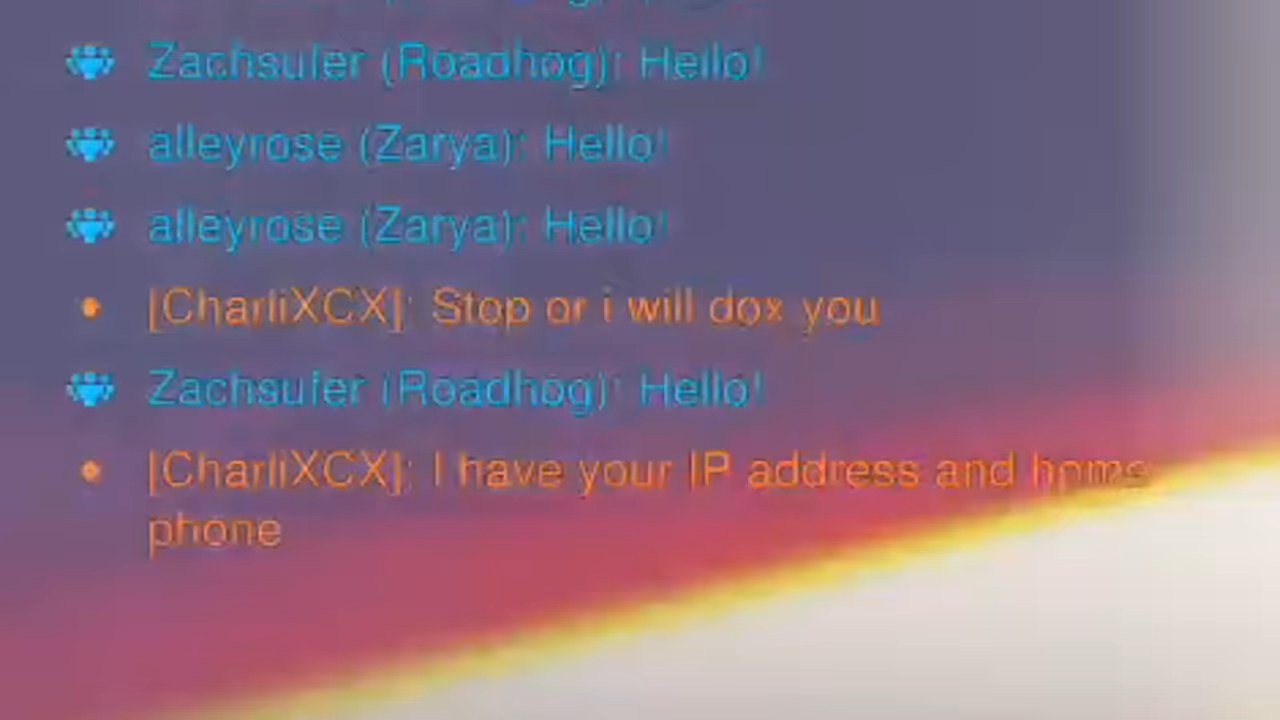 Zachsufer (Roadhog): Hello!
alleyrose (Zarya): Hello!
alleyrose (Zarya): Hello!
[CharliXCX]: Stop or i will dox you
Zachsufer (Roadhog): Hello!
[CharliXCX]: I have your IP address and home
phone